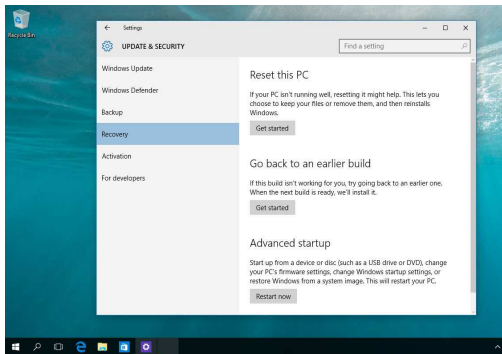 Recycle Bin
Settings
UPDATE & SECURITY
Find a setting
Windows Update
Windows Defender
Backup
Recovery
Activation
For developers
Reset this PC
If your PC isn't running well, resetting it might help. This lets you
choose to keep your files or remove them, and then reinstalls
Windows.
Get started
Go back to an earlier build
If this build isn't working for you, try going back to an earlier one.
When the next build is ready, we'll install it.
Get started
Advanced startup
Start up from a device or disc (such as a USB drive or DVD), change
your PC's firmware settings, change Windows startup settings, or
restore Windows from a system image. This will restart your PC.
Restart now